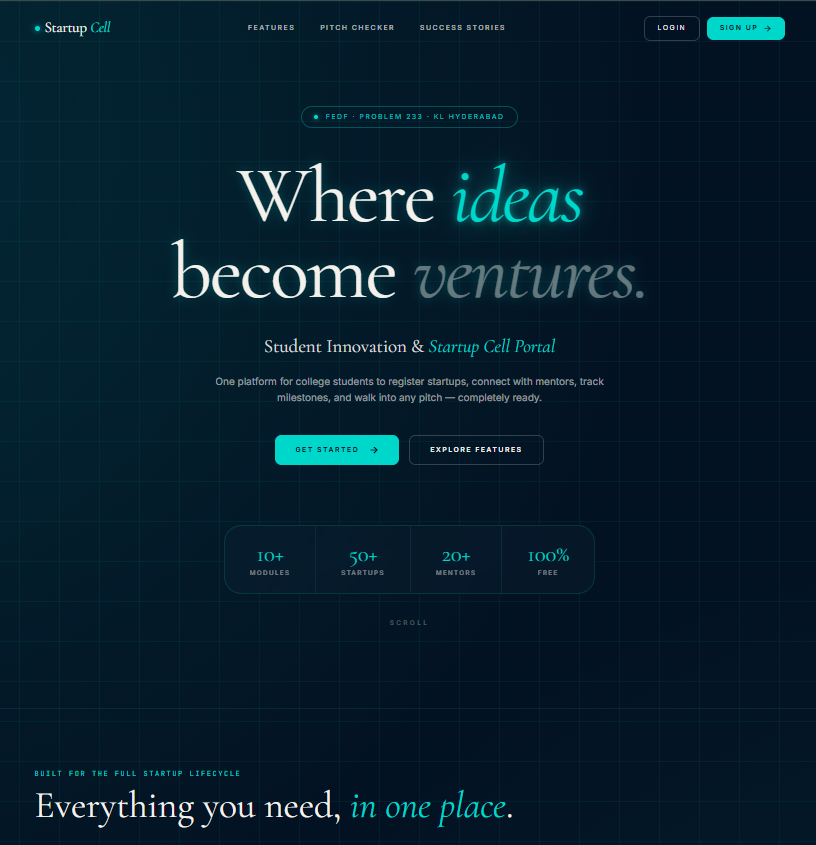 Startup Cell
FEATURES
PITCH CHECKER
SUCCESS STORIES
LOGIN
SIGN UP →
FEDF · PROBLEM 233 · KL HYDERABAD
Where ideas
become ventures.
Student Innovation & Startup Cell Portal
One platform for college students to register startups, connect with mentors, track
milestones, and walk into any pitch — completely ready.
GET STARTED →
EXPLORE FEATURES
10+
MODULES
50+
STARTUPS
20+
MENTORS
100%
FREE
SCROLL
BUILT FOR THE FULL STARTUP LIFECYCLE
Everything you need, in one place.